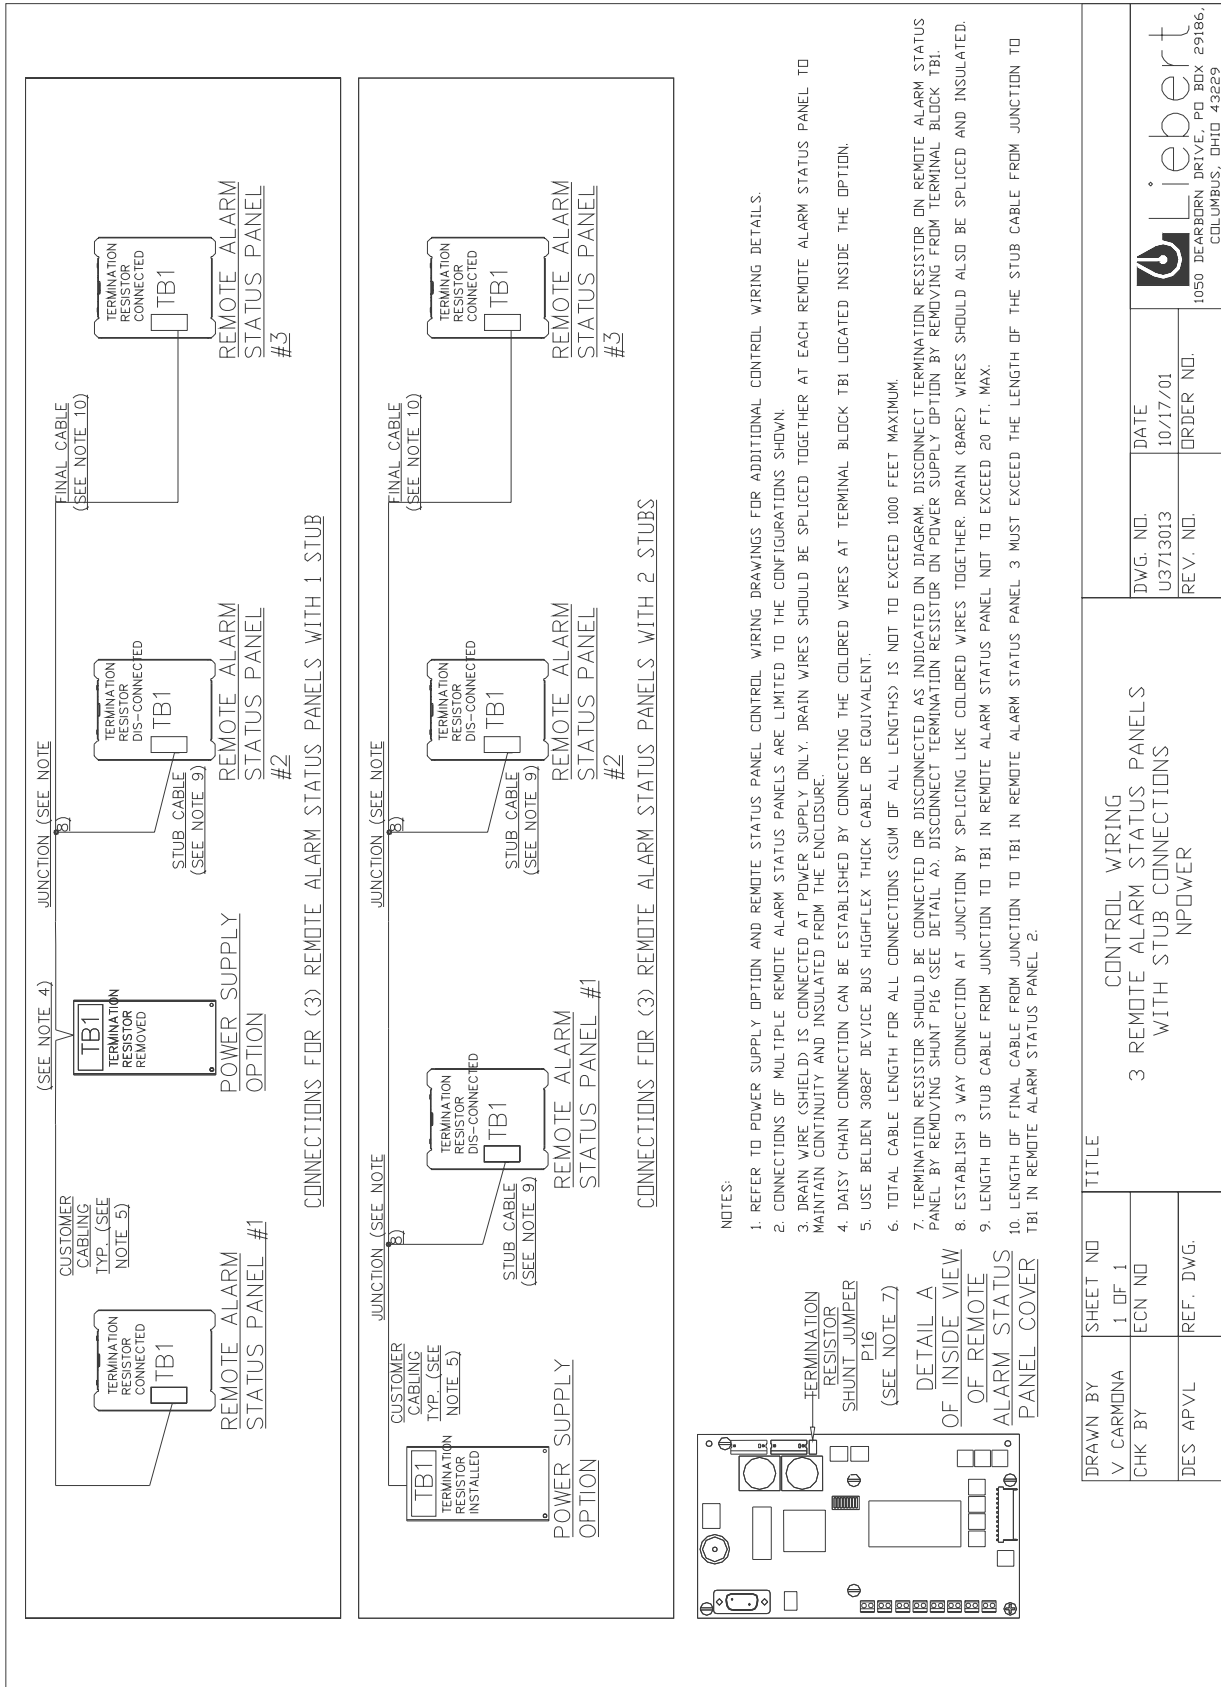 (SEE NOTE 4)
JUNCTION (SEE NOTE
8)
FINAL CABLE
(SEE NOTE 10)
CUSTOMER
CABLING
TYP. (SEE
NOTE 5)
TERMINATION
RESISTOR
CONNECTED
TB1
REMOTE ALARM
STATUS PANEL #1
TB1
TERMINATION
RESISTOR
REMOVED
POWER SUPPLY
OPTION
STUB CABLE
(SEE NOTE 9)
TERMINATION
RESISTOR
DIS-CONNECTED
TB1
REMOTE ALARM
STATUS PANEL
#2
TERMINATION
RESISTOR
CONNECTED
TB1
REMOTE ALARM
STATUS PANEL
#3
CONNECTIONS FOR (3) REMOTE ALARM STATUS PANELS WITH 1 STUB
JUNCTION (SEE NOTE
8)
JUNCTION (SEE NOTE
8)
FINAL CABLE
(SEE NOTE 10)
CUSTOMER
CABLING
TYP. (SEE
NOTE 5)
TB1
TERMINATION
RESISTOR
INSTALLED
POWER SUPPLY
OPTION
STUB CABLE
(SEE NOTE 9)
TERMINATION
RESISTOR
DIS-CONNECTED
TB1
REMOTE ALARM
STATUS PANEL #1
STUB CABLE
(SEE NOTE 9)
TERMINATION
RESISTOR
DIS-CONNECTED
TB1
REMOTE ALARM
STATUS PANEL
#2
TERMINATION
RESISTOR
CONNECTED
TB1
REMOTE ALARM
STATUS PANEL
#3
CONNECTIONS FOR (3) REMOTE ALARM STATUS PANELS WITH 2 STUBS
TERMINATION
RESISTOR
SHUNT JUMPER
P16
(SEE NOTE 7)
DETAIL A
OF INSIDE VIEW
OF REMOTE
ALARM STATUS
PANEL COVER
NOTES:
1. REFER TO POWER SUPPLY OPTION AND REMOTE STATUS PANEL CONTROL WIRING DRAWINGS FOR ADDITIONAL CONTROL WIRING DETAILS.
2. CONNECTIONS OF MULTIPLE REMOTE ALARM STATUS PANELS ARE LIMITED TO THE CONFIGURATIONS SHOWN.
3. DRAIN WIRE (SHIELD) IS CONNECTED AT POWER SUPPLY ONLY. DRAIN WIRES SHOULD BE SPLICED TOGETHER AT EACH REMOTE ALARM STATUS PANEL TO
MAINTAIN CONTINUITY AND INSULATED FROM THE ENCLOSURE.
4. DAISY CHAIN CONNECTION CAN BE ESTABLISHED BY CONNECTING THE COLORED WIRES AT TERMINAL BLOCK TB1 LOCATED INSIDE THE OPTION.
5. USE BELDEN 3082F DEVICE BUS HIGHFLEX THICK CABLE OR EQUIVALENT.
6. TOTAL CABLE LENGTH FOR ALL CONNECTIONS (SUM OF ALL LENGTHS) IS NOT TO EXCEED 1000 FEET MAXIMUM.
7. TERMINATION RESISTOR SHOULD BE CONNECTED OR DISCONNECTED AS INDICATED ON DIAGRAM. DISCONNECT TERMINATION RESISTOR ON REMOTE ALARM STATUS
PANEL BY REMOVING SHUNT P16 (SEE DETAIL A). DISCONNECT TERMINATION RESISTOR ON POWER SUPPLY OPTION BY REMOVING FROM TERMINAL BLOCK TB1.
8. ESTABLISH 3 WAY CONNECTION AT JUNCTION BY SPLICING LIKE COLORED WIRES TOGETHER. DRAIN (BARE) WIRES SHOULD ALSO BE SPLICED AND INSULATED.
9. LENGTH OF STUB CABLE FROM JUNCTION TO TB1 IN REMOTE ALARM STATUS PANEL NOT TO EXCEED 20 FT. MAX.
10. LENGTH OF FINAL CABLE FROM JUNCTION TO TB1 IN REMOTE ALARM STATUS PANEL 3 MUST EXCEED THE LENGTH OF THE STUB CABLE FROM JUNCTION TO
TB1 IN REMOTE ALARM STATUS PANEL 2.
DRAWN BY
V CARMONA
CHK BY
DES APVL
SHEET NO
1 OF 1
ECN NO
REF. DWG.
TITLE
CONTROL WIRING
3 REMOTE ALARM STATUS PANELS
WITH STUB CONNECTIONS
NPOWER
DWG. NO.
U3713013
REV. NO.
DATE
10/17/01
ORDER NO.
Liebert
1050 DEARBORN DRIVE, PO BOX 29186,
COLUMBUS, OHIO 43229